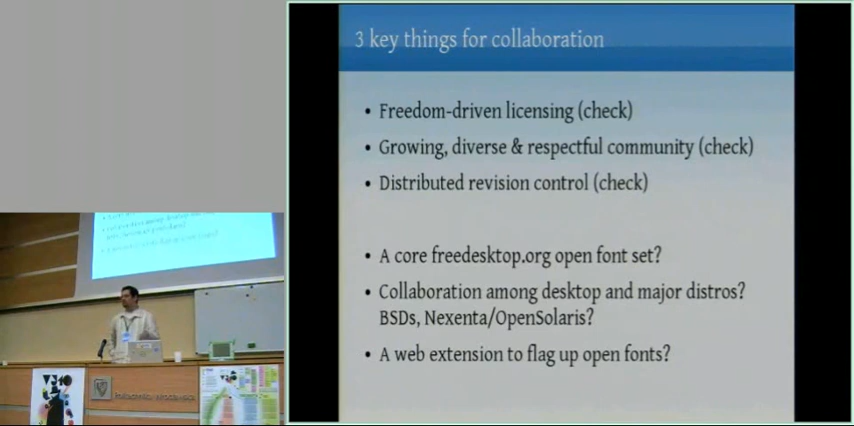 3 key things for collaboration
• Freedom-driven licensing (check)
• Growing, diverse & respectful community (check)
• Distributed revision control (check)
• A core freedesktop.org open font set?
• Collaboration among desktop and major distros?
BSDs, Nexenta/OpenSolaris?
• A web extension to flag up open fonts?